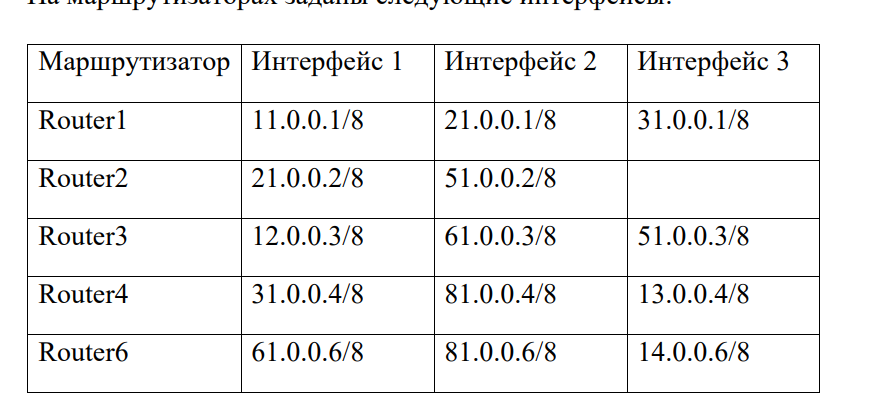 На маршрутизаторах заданы следующие интерфейсы:
Маршрутизатор Интерфейс 1 Интерфейс 2 Интерфейс 3
Router1 11.0.0.1/8 21.0.0.1/8 31.0.0.1/8
Router2 21.0.0.2/8 51.0.0.2/8
Router3 12.0.0.3/8 61.0.0.3/8 51.0.0.3/8
Router4 31.0.0.4/8 81.0.0.4/8 13.0.0.4/8
Router6 61.0.0.6/8 81.0.0.6/8 14.0.0.6/8